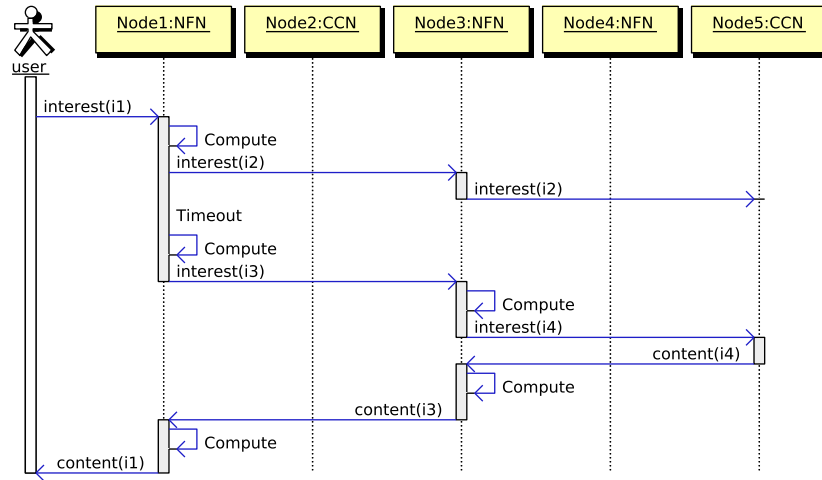 Node1:NFN Node2:CCN Node3:NFN Node4:NFN Node5:CCN
user
interest(i1)
Compute
interest(i2)
interest(i2)
Timeout
Compute
interest(i3)
Compute
interest(i4)
content(i4)
Compute
content(i3)
Compute
content(i1)